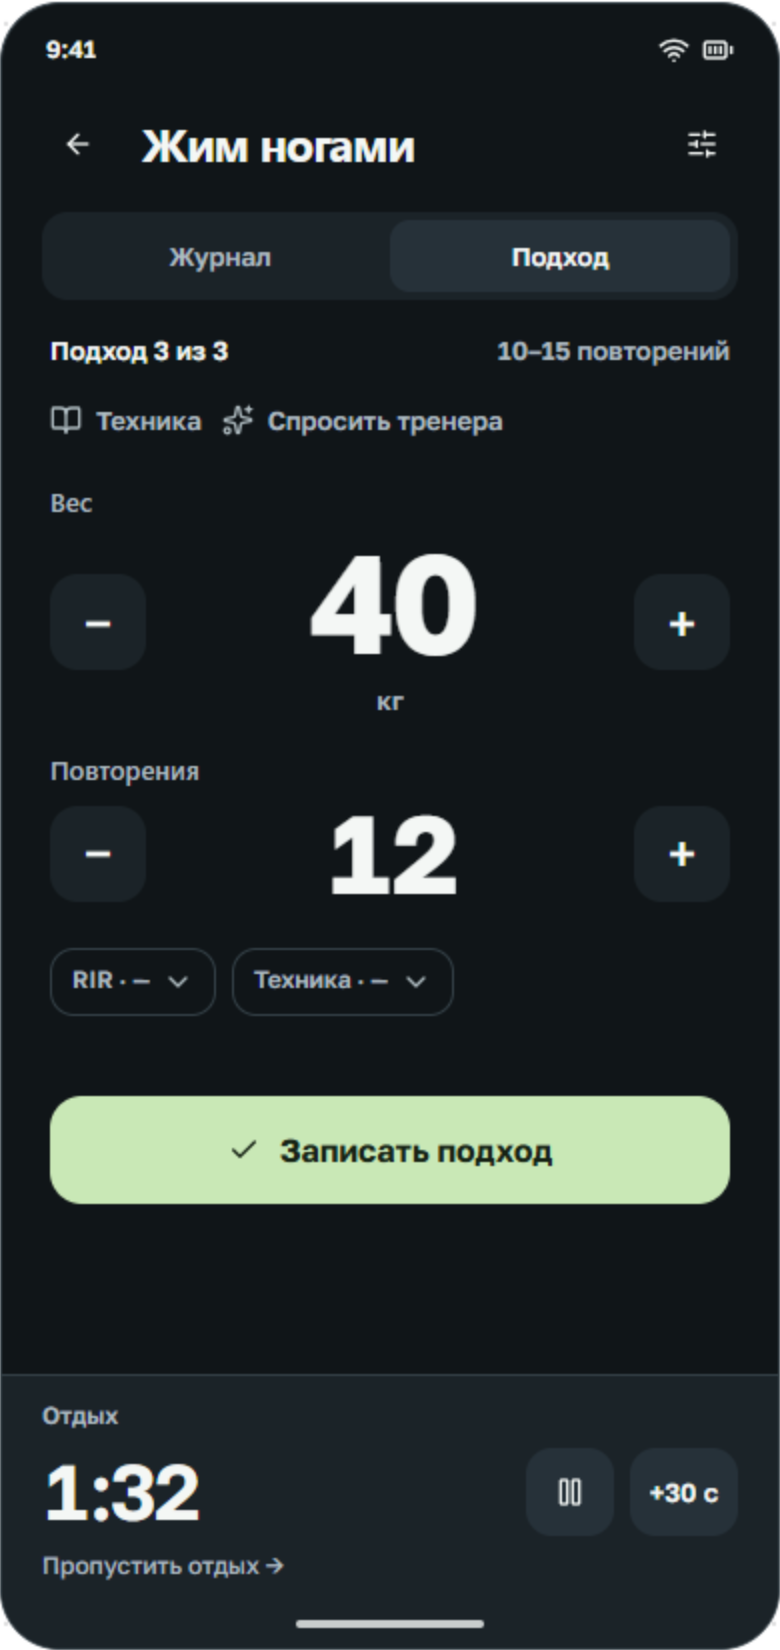 9:41
Жим ногами
Журнал Подход
Подход 3 из 3 10–15 повторений
Техника Спросить тренера
Вес
− 40 +
кг
Повторения
− 12 +
RIR · – Техника · –
Записать подход
Отдых
1:32 +30 с
Пропустить отдых →